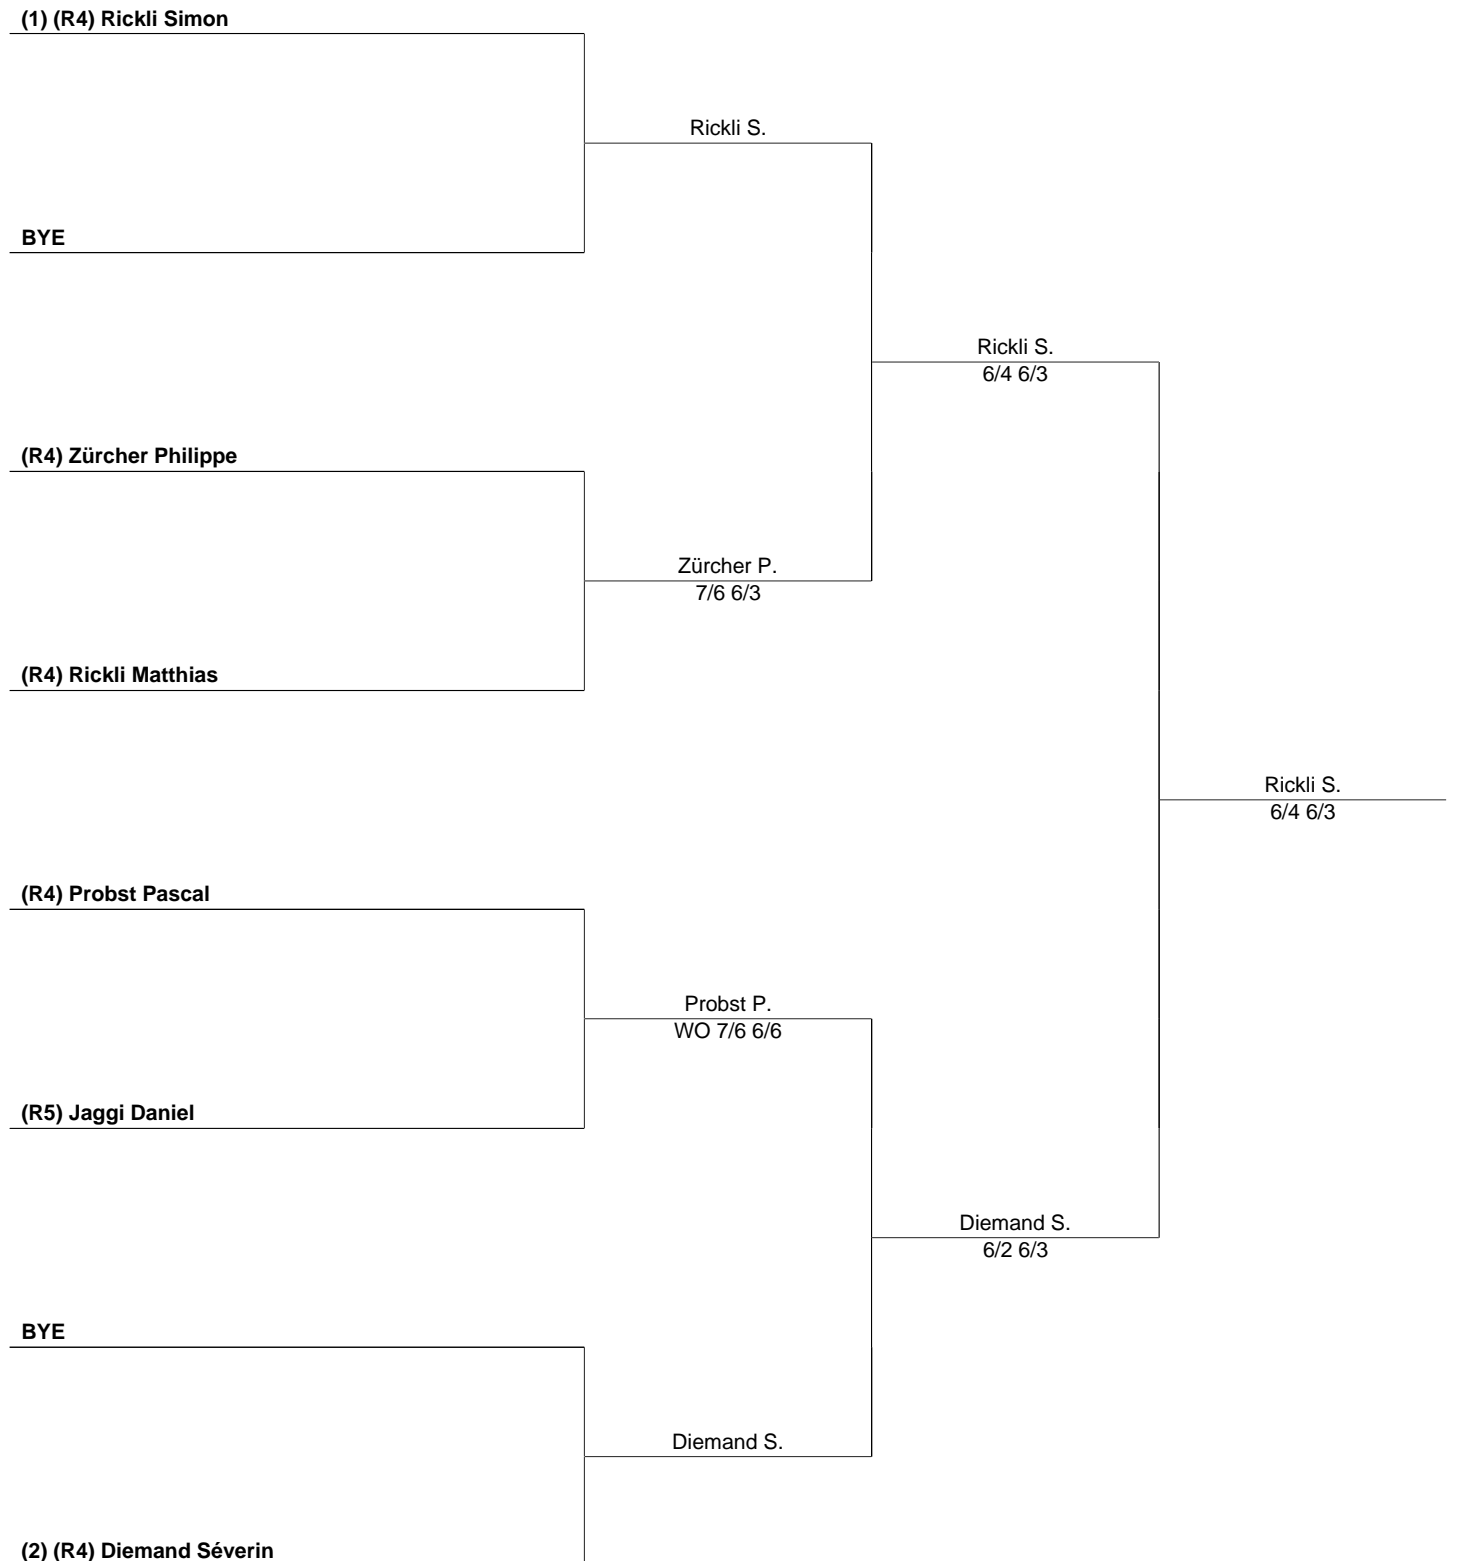 (1) (R4) Rickli Simon
Rickli S.
BYE
Rickli S.
6/4 6/3
(R4) Zürcher Philippe
Zürcher P.
7/6 6/3
(R4) Rickli Matthias
Rickli S.
6/4 6/3
(R4) Probst Pascal
Probst P.
WO 7/6 6/6
(R5) Jaggi Daniel
Diemand S.
6/2 6/3
BYE
Diemand S.
(2) (R4) Diemand Séverin